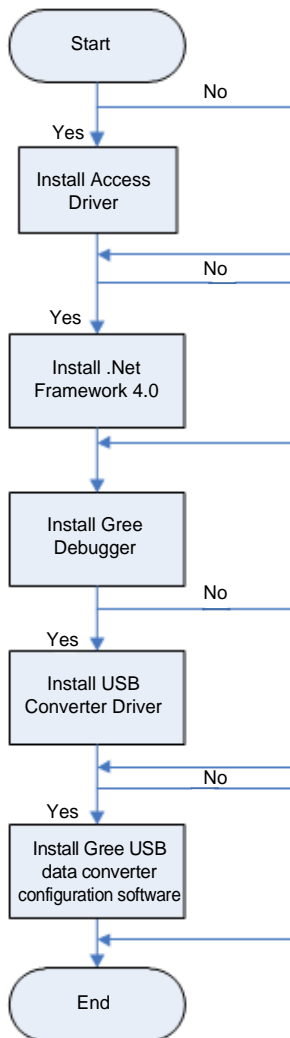 Start
No
Yes
Install Access
Driver
No
Yes
Install .Net
Framework 4.0
Install Gree
Debugger
No
Yes
Install USB
Converter Driver
No
Yes
Install Gree USB
data converter
configuration software
End